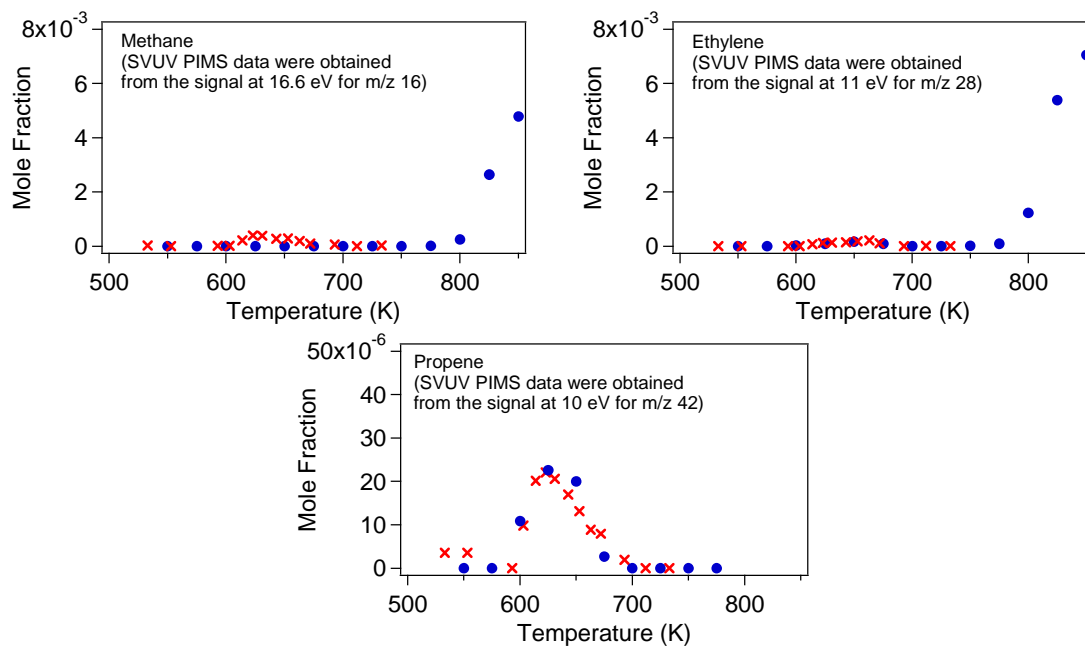 8x10-3
Methane
(SVUV PIMS data were obtained
from the signal at 16.6 eV for m/z 16)
6
4
2
0
Mole Fraction
500 600 700 800
Temperature (K)
8x10-3
Ethylene
(SVUV PIMS data were obtained
from the signal at 11 eV for m/z 28)
6
4
2
0
Mole Fraction
500 600 700 800
Temperature (K)
50x10-6
Propene
(SVUV PIMS data were obtained
from the signal at 10 eV for m/z 42)
40
30
20
10
0
Mole Fraction
500 600 700 800
Temperature (K)